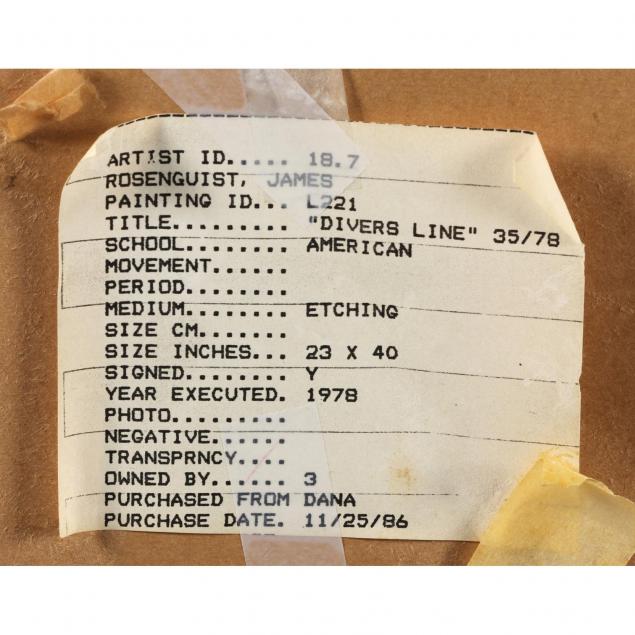 ARTIST ID..... 18.7
ROSENQUIST, JAMES
PAINTING ID... L221
TITLE......... "DIVERS LINE" 35/78
SCHOOL........ AMERICAN
MOVEMENT......
PERIOD........
MEDIUM........ ETCHING
SIZE CM.......
SIZE INCHES... 23 X 40
SIGNED........ Y
YEAR EXECUTED. 1978
PHOTO.........
NEGATIVE......
TRANSPRNCY....
OWNED BY...... 3
PURCHASED FROM DANA
PURCHASE DATE. 11/25/86